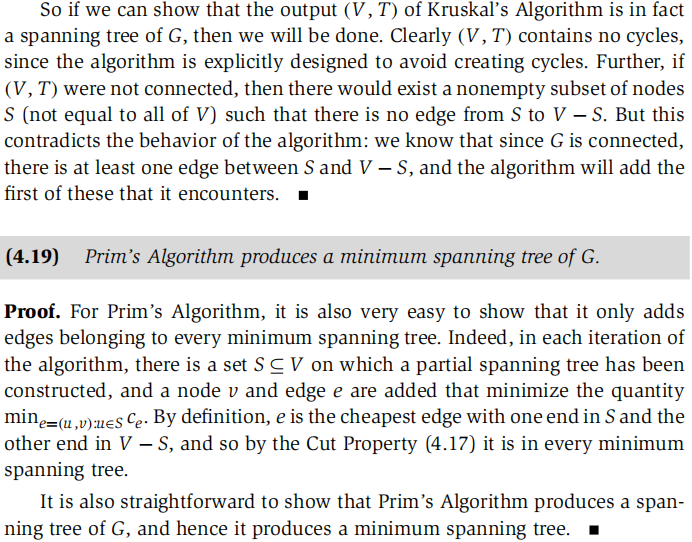 So if we can show that the output (V, T) of Kruskal’s Algorithm is in fact
a spanning tree of G, then we will be done. Clearly (V, T) contains no cycles,
since the algorithm is explicitly designed to avoid creating cycles. Further, if
(V, T) were not connected, then there would exist a nonempty subset of nodes
S (not equal to all of V) such that there is no edge from S to V − S. But this
contradicts the behavior of the algorithm: we know that since G is connected,
there is at least one edge between S and V − S, and the algorithm will add the
first of these that it encounters. ■
(4.19) Prim’s Algorithm produces a minimum spanning tree of G.
Proof. For Prim’s Algorithm, it is also very easy to show that it only adds
edges belonging to every minimum spanning tree. Indeed, in each iteration of
the algorithm, there is a set S ⊆ V on which a partial spanning tree has been
constructed, and a node v and edge e are added that minimize the quantity
min_{e=(u,v):u∈S} c_e. By definition, e is the cheapest edge with one end in S and the
other end in V − S, and so by the Cut Property (4.17) it is in every minimum
spanning tree.
It is also straightforward to show that Prim’s Algorithm produces a span-
ning tree of G, and hence it produces a minimum spanning tree. ■